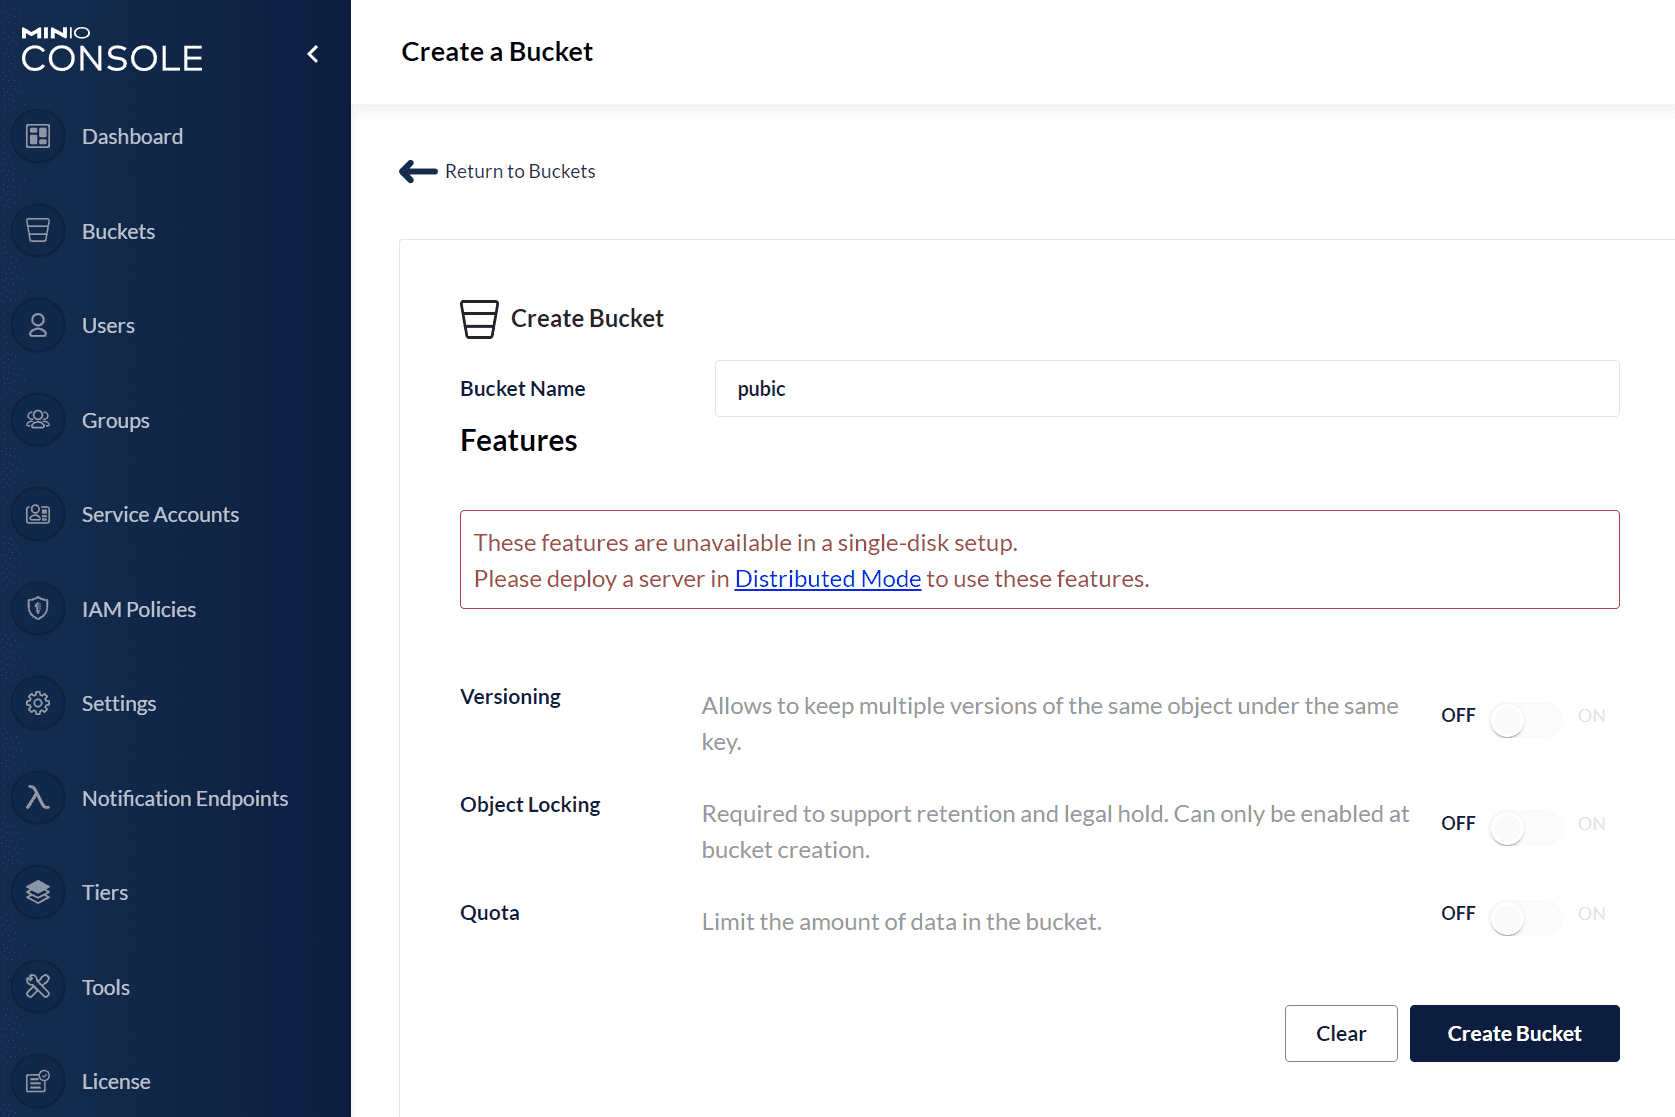 MINIO
CONSOLE
Dashboard
Buckets
Users
Groups
Service Accounts
IAM Policies
Settings
Notification Endpoints
Tiers
Tools
License
Create a Bucket
Return to Buckets
Create Bucket
Bucket Name
pubic
Features
These features are unavailable in a single-disk setup.
Please deploy a server in Distributed Mode to use these features.
Versioning
Allows to keep multiple versions of the same object under the same
key.
OFF ON
Object Locking
Required to support retention and legal hold. Can only be enabled at
bucket creation.
OFF ON
Quota
Limit the amount of data in the bucket.
OFF ON
Clear
Create Bucket